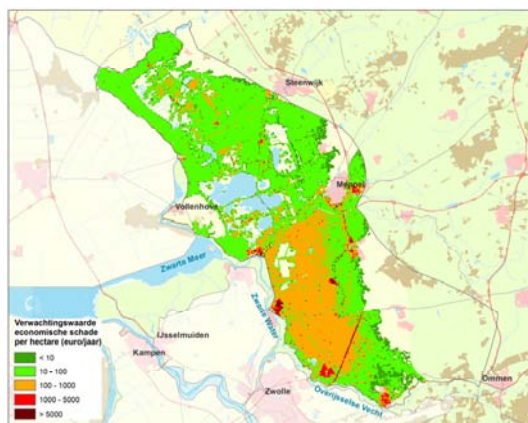 Steenwijk
Meppel
Vollenhove
Zwarte Meer
Zwarte Water
IJsselmuiden
Kampen
Zwolle
Overijsselse Vecht
Ommen
Verwachtingswaarde
economische schade
per hectare (euro/jaar)
< 10
10 - 100
100 - 1000
1000 - 5000
> 5000